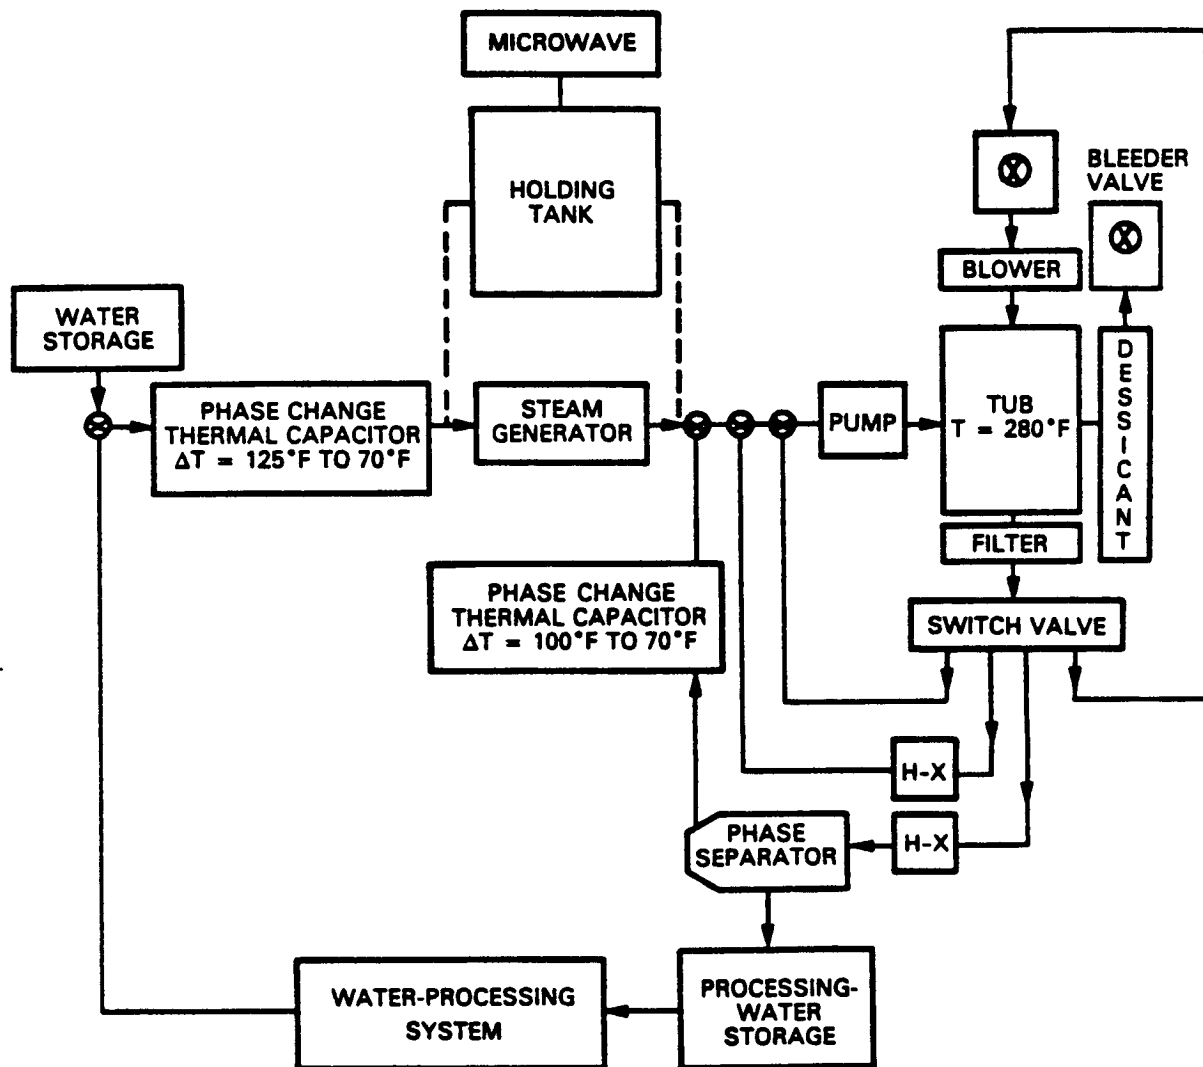 MICROWAVE
HOLDING
TANK
BLEEDER
VALVE
BLOWER
WATER
STORAGE
PHASE CHANGE
THERMAL CAPACITOR
ΔT = 125°F TO 70°F
STEAM
GENERATOR
PUMP
TUB
T = 280°F
DESSICANT
FILTER
PHASE CHANGE
THERMAL CAPACITOR
ΔT = 100°F TO 70°F
SWITCH VALVE
H-X
PHASE
SEPARATOR
H-X
WATER-PROCESSING
SYSTEM
PROCESSING-
WATER
STORAGE